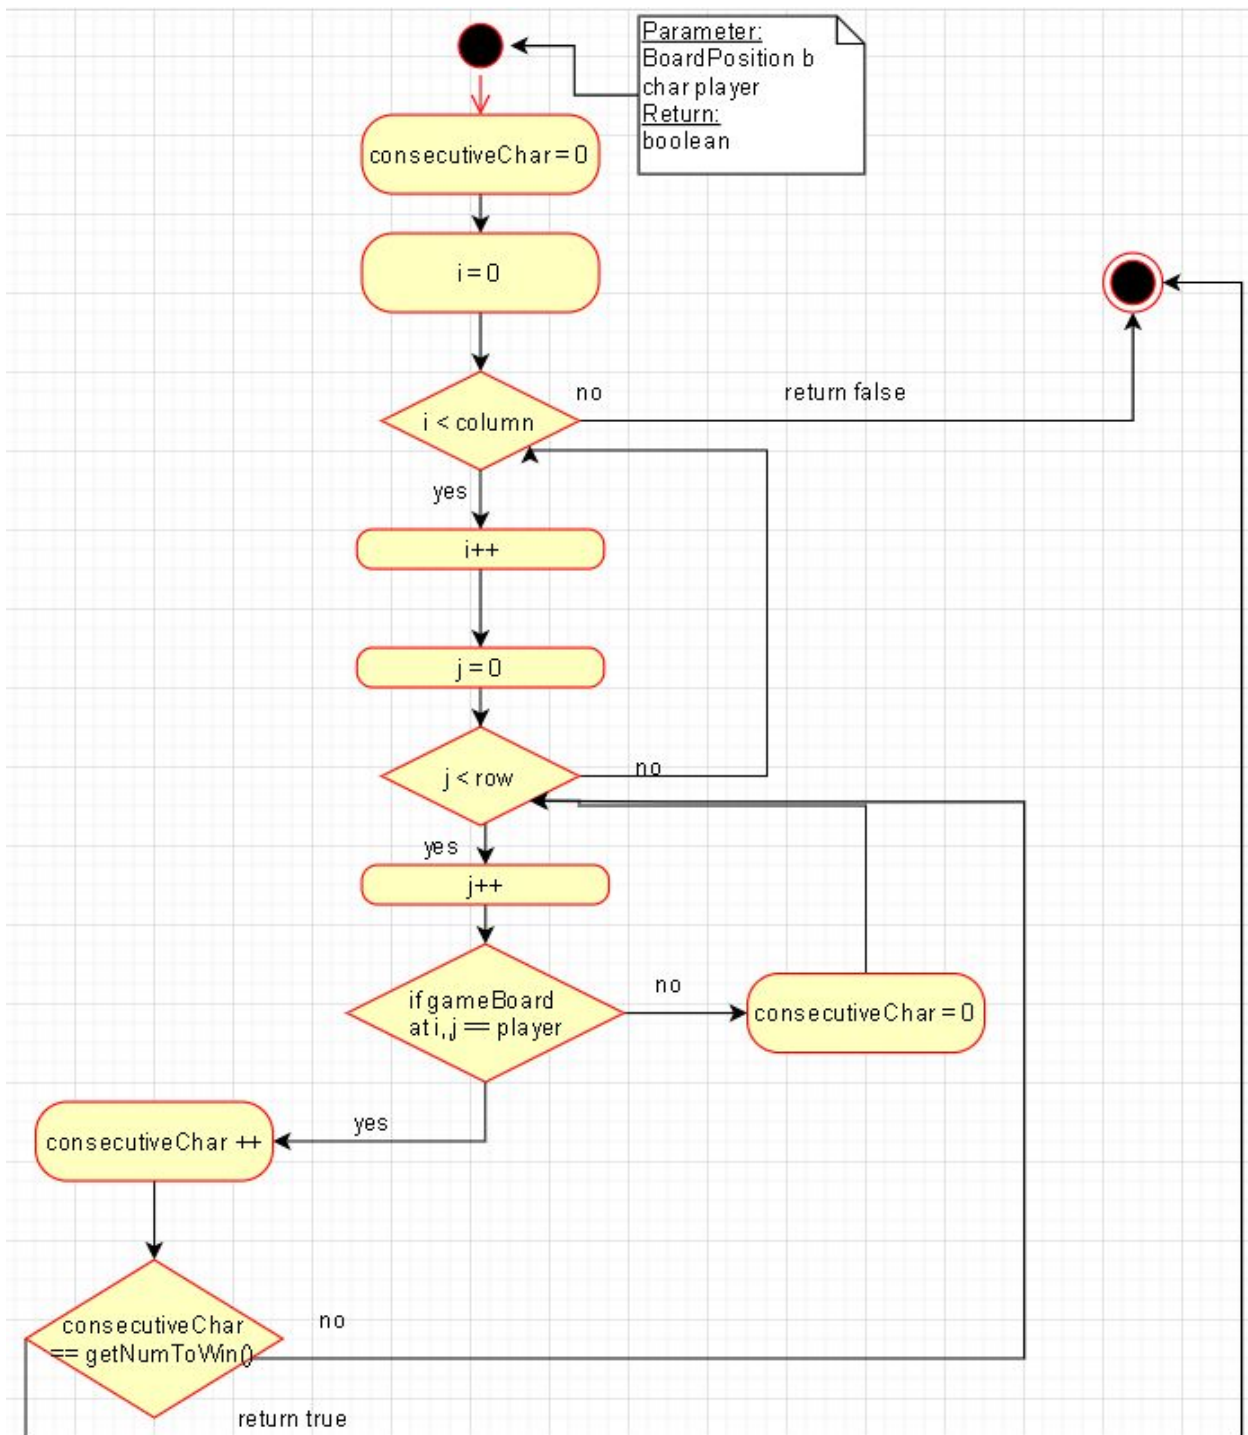 Parameter:
BoardPosition b
char player
Return:
boolean
consecutiveChar = 0
i = 0
i < column
no
return false
yes
i++
j = 0
j < row
no
yes
j++
if gameBoard
at i,,j == player
no
consecutiveChar = 0
yes
consecutiveChar ++
consecutiveChar
== getNumToWin()
no
return true